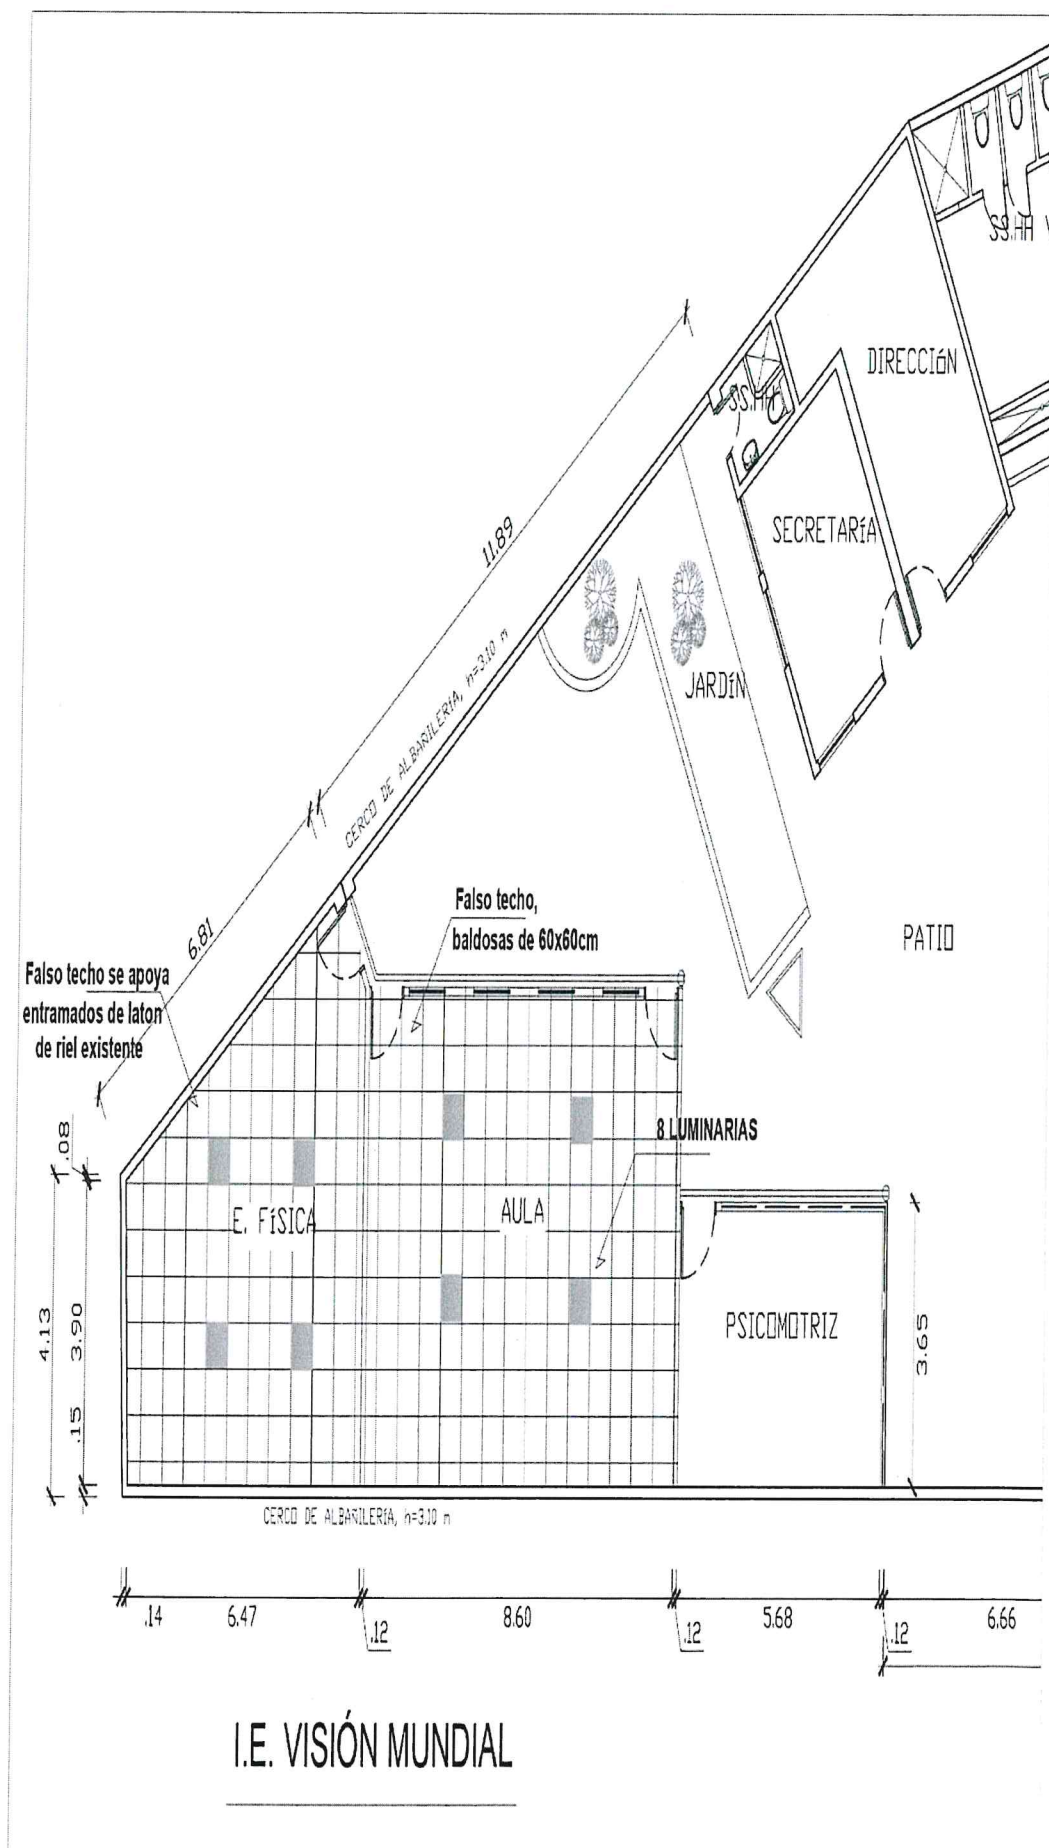 SS.HH V
DIRECCIóN
SS.HH
SECRETARíA
11.89
JARDíN
CERCO DE ALBAÑILERÍA, h=3.10 m
6.81
Falso techo,
baldosas de 60x60cm
PATIO
Falso techo se apoya
entramados de laton
de riel existente
.08
8 LUMINARIAS
E. FíSICA
AULA
PSICOMOTRIZ
4.13
3.90
.15
3.65
CERCO DE ALBAÑILERÍA, h=3.10 m
.14
6.47
.12
8.60
.12
5.68
.12
6.66
I.E. VISIÓN MUNDIAL